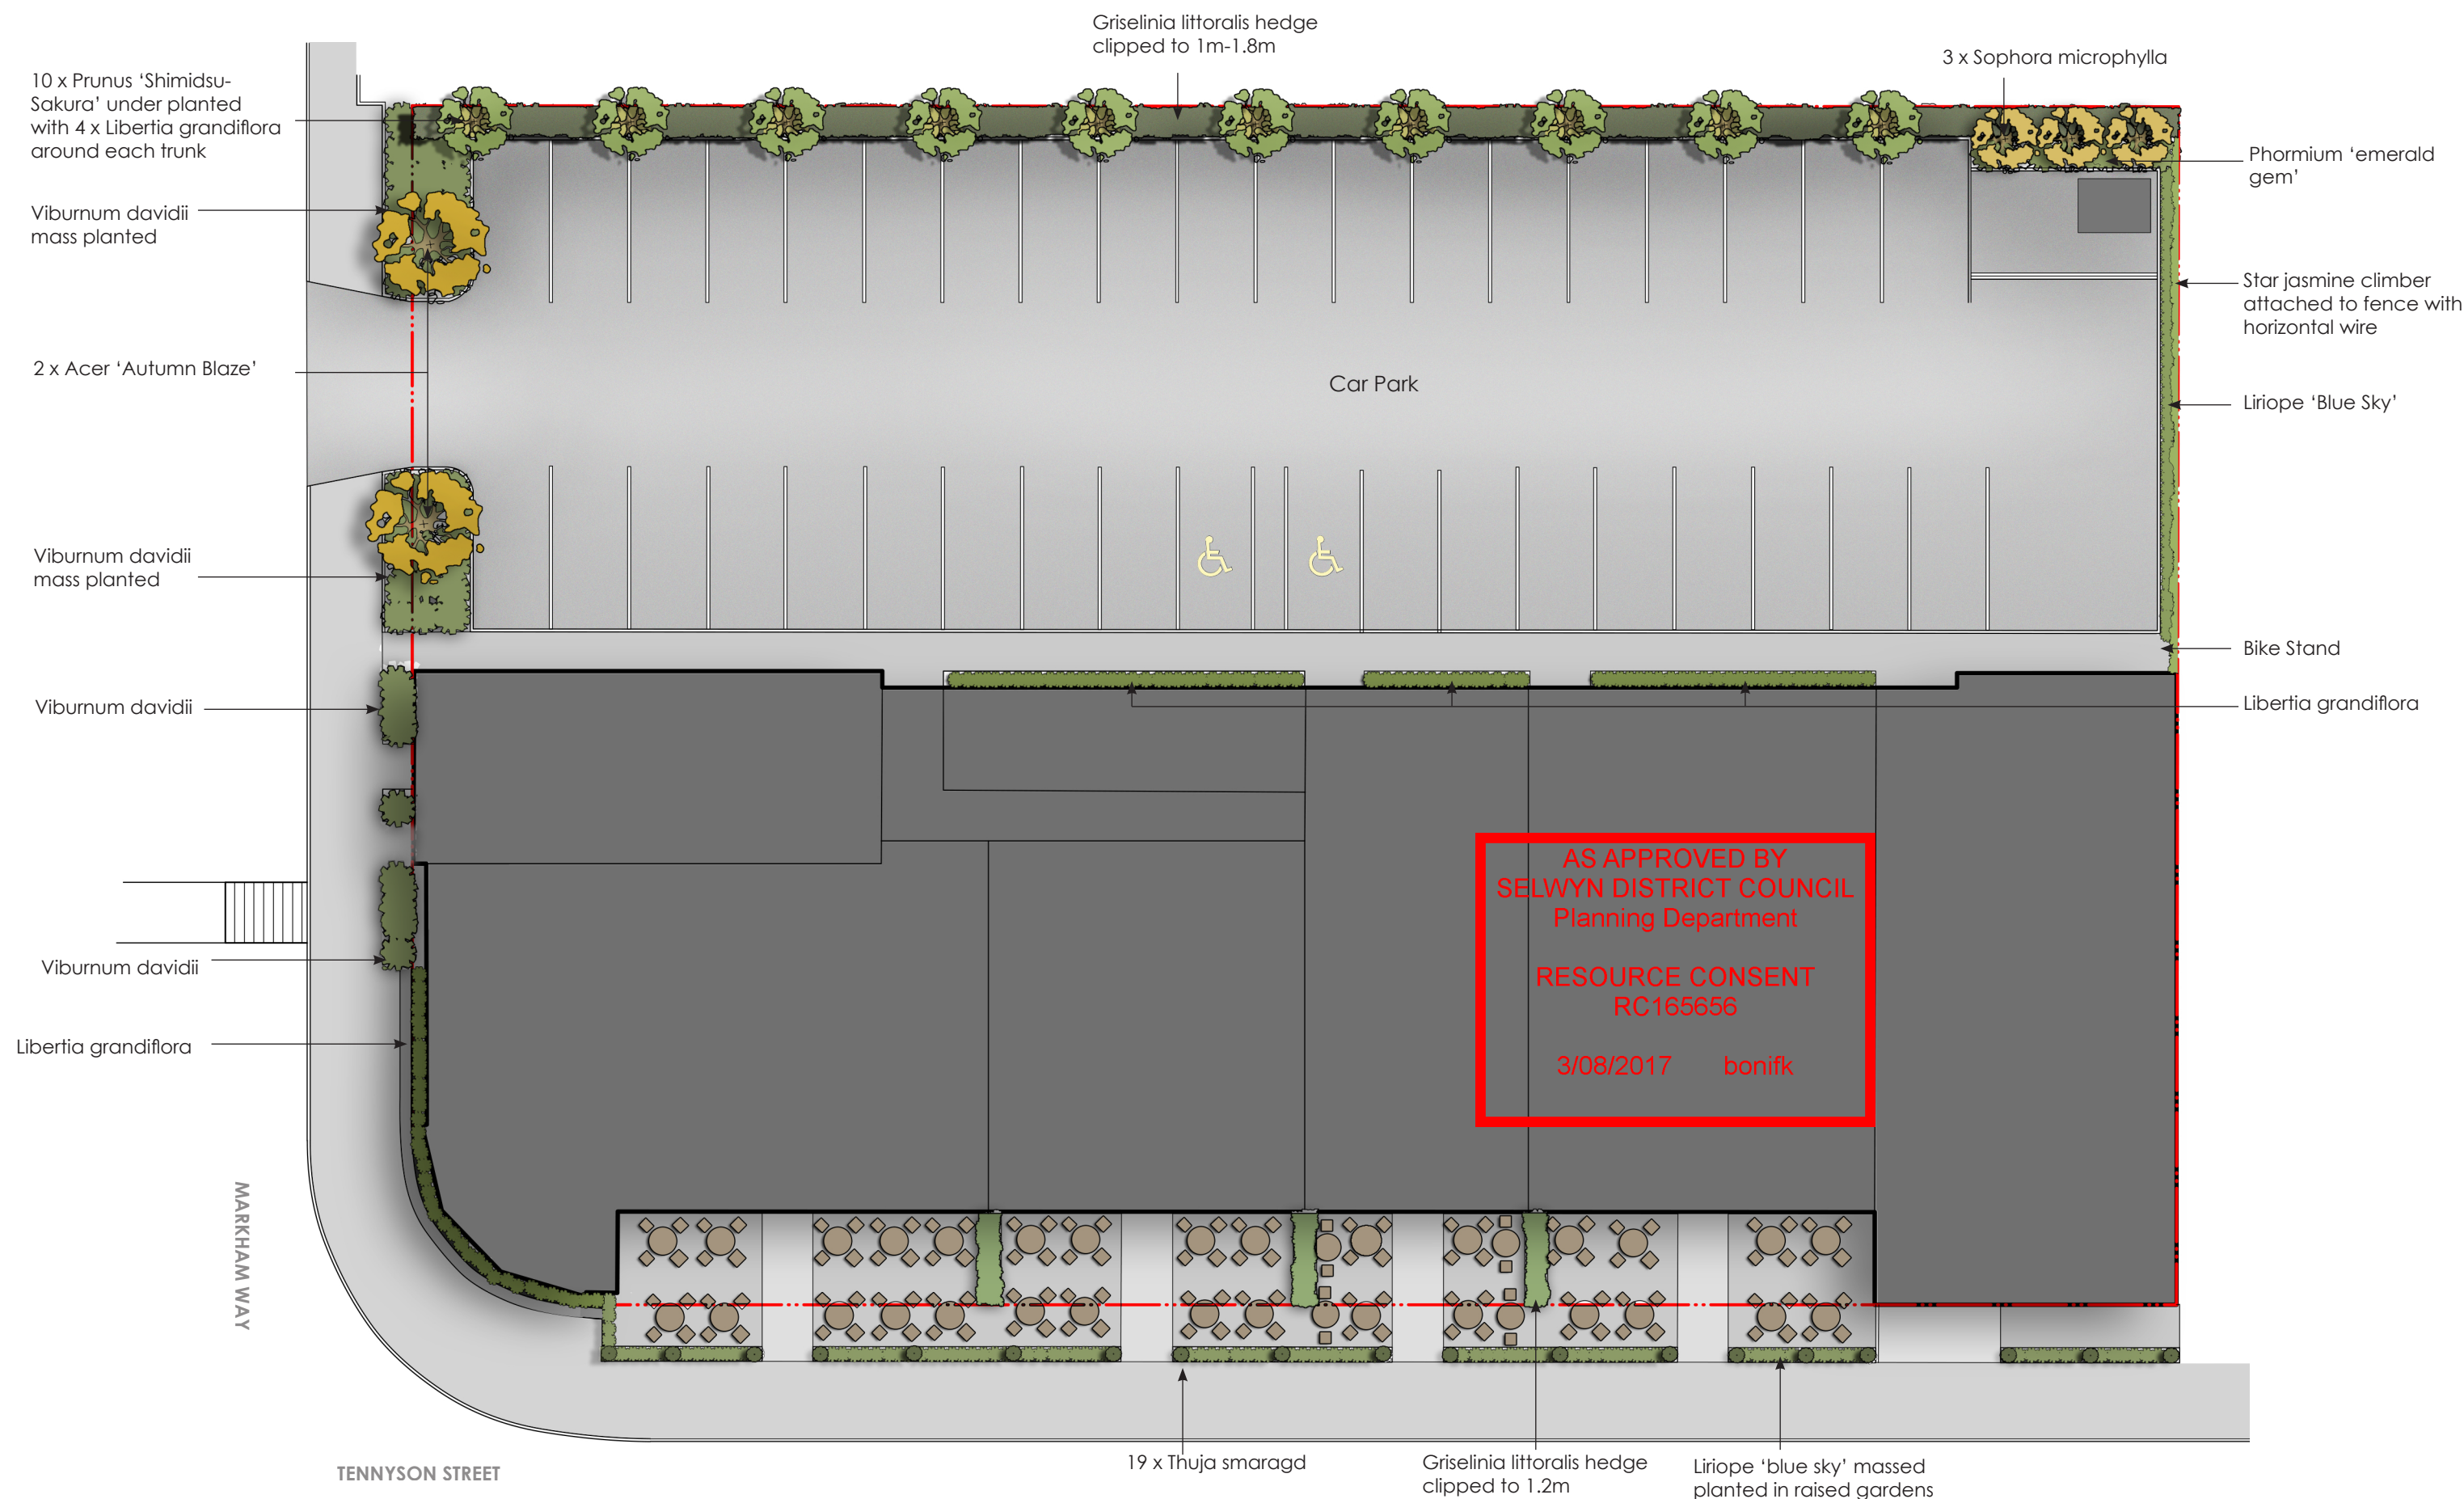 Griselinia littoralis hedge
clipped to 1m-1.8m
3 x Sophora microphylla
10 x Prunus ‘Shimidsu-
Sakura’ under planted
with 4 x Libertia grandiflora
around each trunk
Phormium ‘emerald
gem’
Viburnum davidii
mass planted
Star jasmine climber
attached to fence with
horizontal wire
2 x Acer ‘Autumn Blaze’
Car Park
Liriope ‘Blue Sky’
Viburnum davidii
mass planted
Bike Stand
Viburnum davidii
Libertia grandiflora
AS APPROVED BY
SELWYN DISTRICT COUNCIL
Planning Department
RESOURCE CONSENT
RC165656
3/08/2017 bonifk
Viburnum davidii
Libertia grandiflora
MARKHAM WAY
TENNYSON STREET
19 x Thuja smaragd
Griselinia littoralis hedge
clipped to 1.2m
Liriope ‘blue sky’ massed
planted in raised gardens